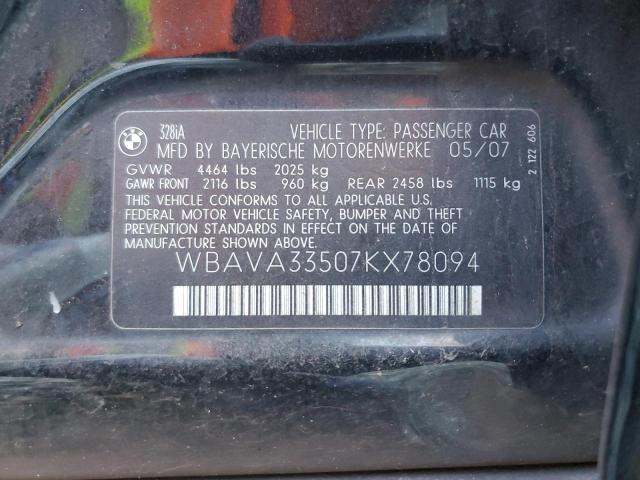 BMW
328iA VEHICLE TYPE: PASSENGER CAR
MFD BY BAYERISCHE MOTORENWERKE 05/07
GVWR 4464 lbs 2025 kg
GAWR FRONT 2116 lbs 960 kg REAR 2458 lbs 1115 kg
THIS VEHICLE CONFORMS TO ALL APPLICABLE U.S.
FEDERAL MOTOR VEHICLE SAFETY, BUMPER AND THEFT
PREVENTION STANDARDS IN EFFECT ON THE DATE OF
MANUFACTURE SHOWN ABOVE.
WBAVA33507KX78094
2 122 606